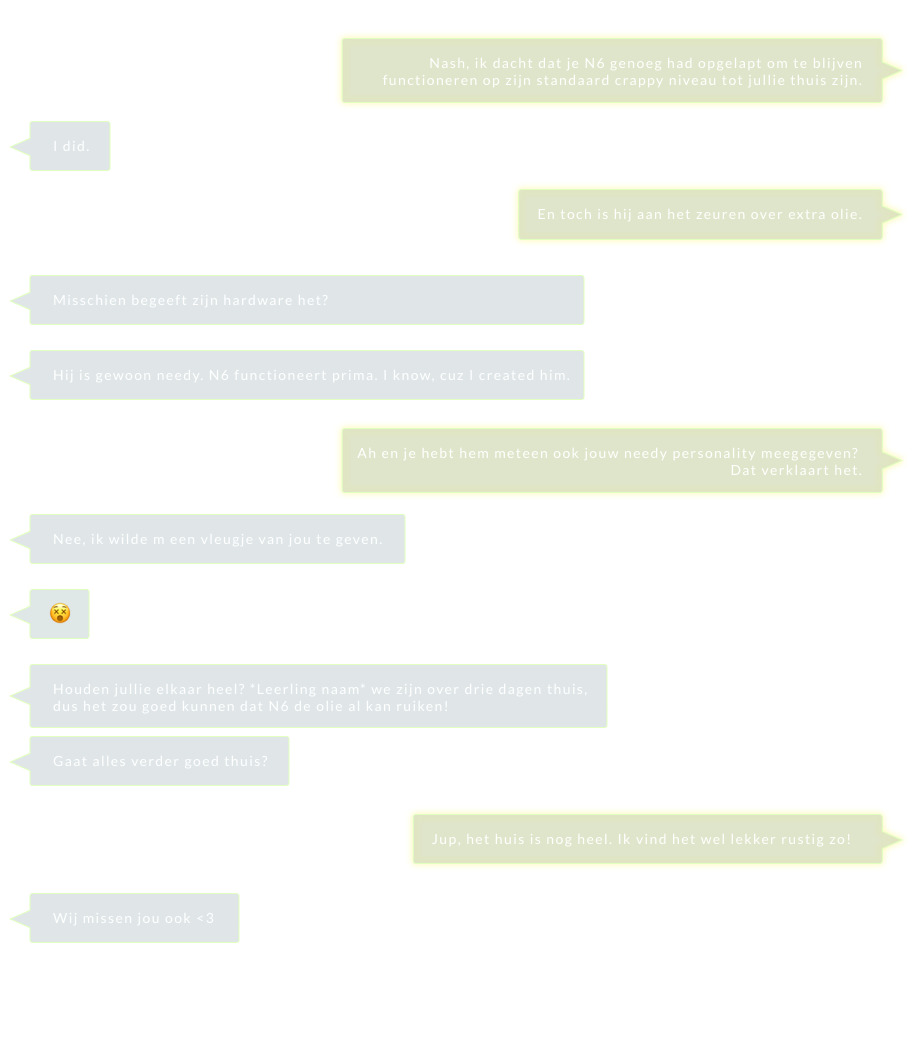 Nash, ik dacht dat je N6 genoeg had opgelapt om te blijven
functioneren op zijn standaard crappy niveau tot jullie thuis zijn.
I did.
En toch is hij aan het zeuren over extra olie.
Misschien begeeft zijn hardware het?
Hij is gewoon needy. N6 functioneert prima. I know, cuz I created him.
Ah en je hebt hem meteen ook jouw needy personality meegegeven?
Dat verklaart het.
Nee, ik wilde m een vleugje van jou te geven.
😵
Houden jullie elkaar heel? *Leerling naam* we zijn over drie dagen thuis,
dus het zou goed kunnen dat N6 de olie al kan ruiken!
Gaat alles verder goed thuis?
Jup, het huis is nog heel. Ik vind het wel lekker rustig zo!
Wij missen jou ook <3